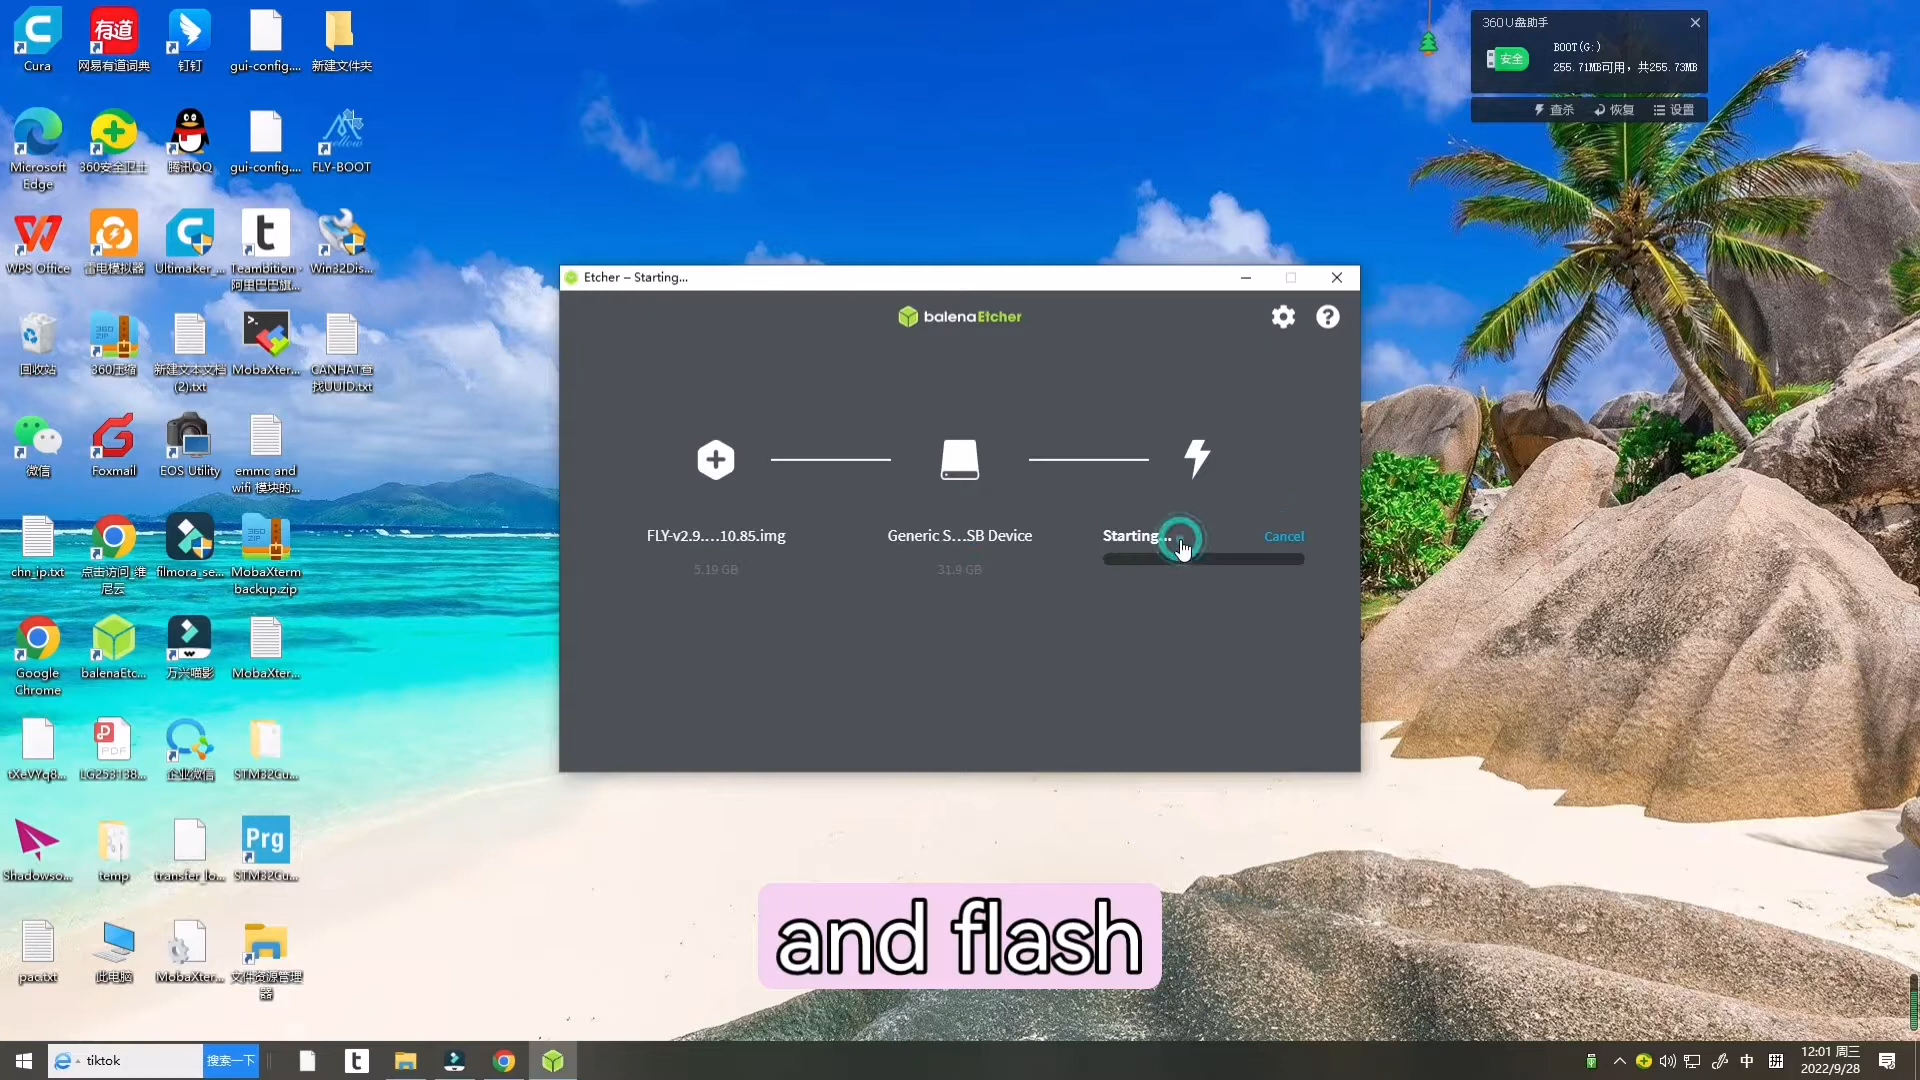 Cura
有道
网易有道词典
钉钉
gui-config....
新建文件夹
Microsoft
Edge
360安全卫士
腾讯QQ
gui-config....
FLY-BOOT
WPS Office
雷电模拟器
Ultimaker_...
t
Teambition -
阿里巴巴旗...
Win32Dis...
回收站
360压缩
新建文本文档
(2).txt
MobaXter...
CANHAT查
找UUID.txt
微信
Foxmail
EOS Utility
emmc and
wifi 模块的...
chn_ip.txt
点击访问_维
尼云
filmora_se...
MobaXterm
backup.zip
Google
Chrome
balenaEtc...
万兴喵影
MobaXter...
tXeVYq8...
PDF
LG253138...
企业微信
STM32Cu...
Shadowso...
temp
transfer_lo...
Prg
STM32Cu...
pac.txt
此电脑
MobaXter...
文件资源管理
器
360U盘助手
安全
BOOT(G:)
255.71MB可用，共255.73MB
查杀 恢复 设置
Etcher – Starting...
balenaEtcher
FLY-v2.9....10.85.img
5.19 GB
Generic S...SB Device
31.9 GB
Starting...
Cancel
and flash
tiktok
搜索一下
t
中
拼
12:01 周三
2022/9/28